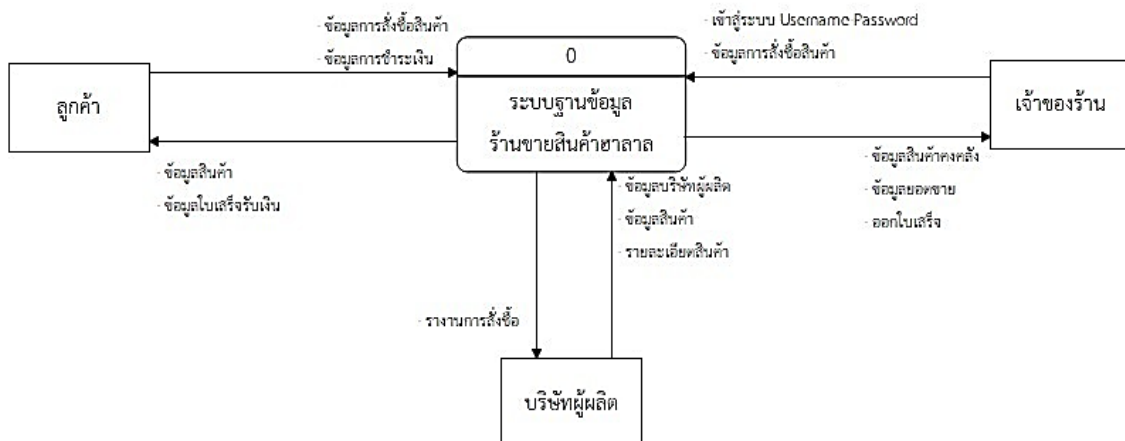 - ข้อมูลการสั่งซื้อสินค้า
- ข้อมูลการชำระเงิน
- เข้าสู่ระบบ Username Password
- ข้อมูลการสั่งซื้อสินค้า
0
ระบบฐานข้อมูล
ร้านขายสินค้าฮาลาล
ลูกค้า
เจ้าของร้าน
- ข้อมูลสินค้า
- ข้อมูลใบเสร็จรับเงิน
- ข้อมูลสินค้าคงคลัง
- ข้อมูลยอดขาย
- ออกใบเสร็จ
- ข้อมูลบริษัทผู้ผลิต
- ข้อมูลสินค้า
- รายละเอียดสินค้า
- รางานการสั่งซื้อ
บริษัทผู้ผลิต